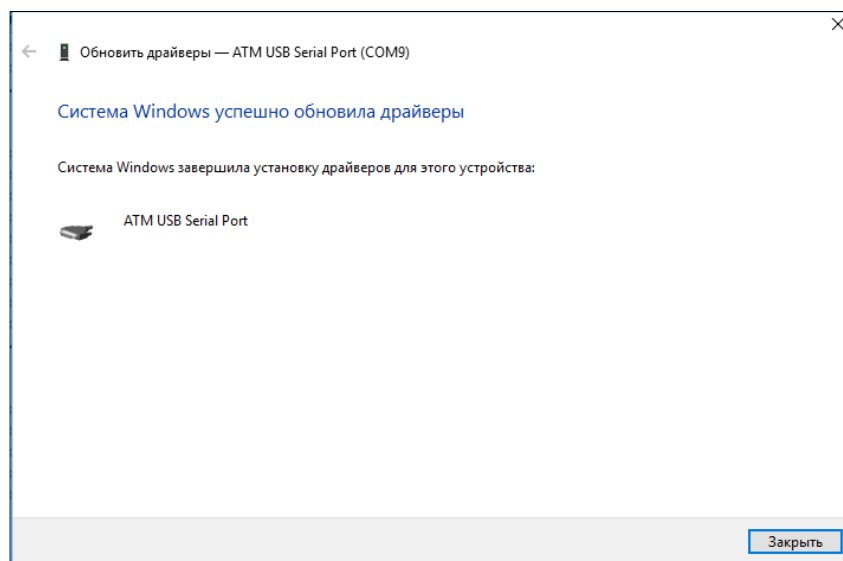 Обновить драйверы — ATM USB Serial Port (COM9)
Система Windows успешно обновила драйверы
Система Windows завершила установку драйверов для этого устройства:
ATM USB Serial Port
Закрыть